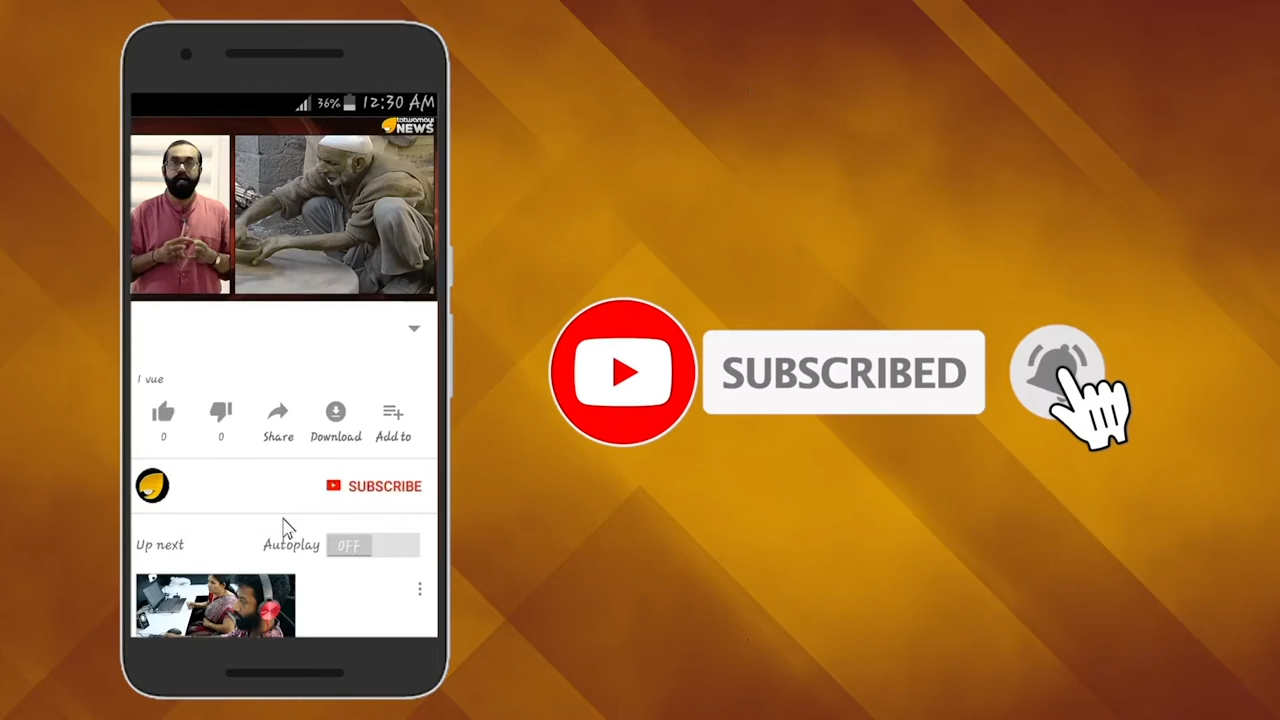 36% 12:30 AM
tatwamayi
NEWS
1 vue
0 0
Share Download Add to
SUBSCRIBE
Up next Autoplay OFF
SUBSCRIBED